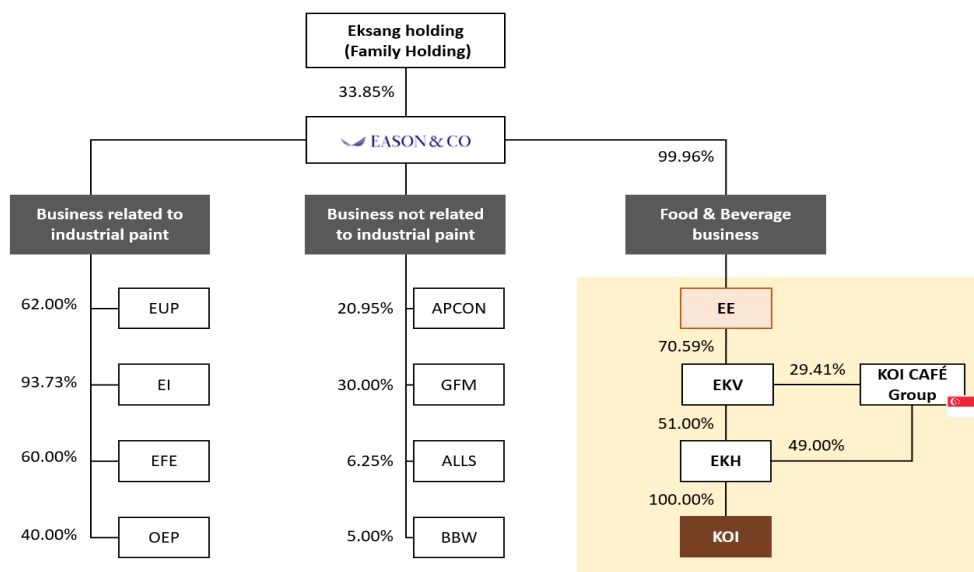 Eksang holding
(Family Holding)
33.85%
EASON & CO
99.96%
Business related to
industrial paint
Business not related
to industrial paint
Food & Beverage
business
62.00%
EUP
20.95%
APCON
EE
70.59%
93.73%
EI
30.00%
GFM
EKV
29.41%
KOI CAFÉ
Group
51.00%
60.00%
EFE
6.25%
ALLS
EKH
49.00%
100.00%
40.00%
OEP
5.00%
BBW
KOI